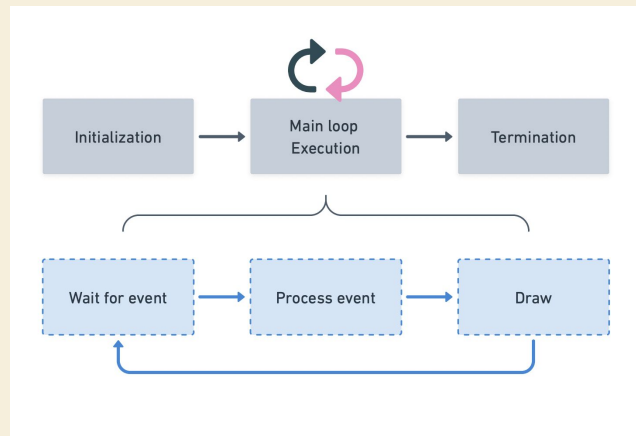 Initialization
Main loop
Execution
Termination
Wait for event
Process event
Draw